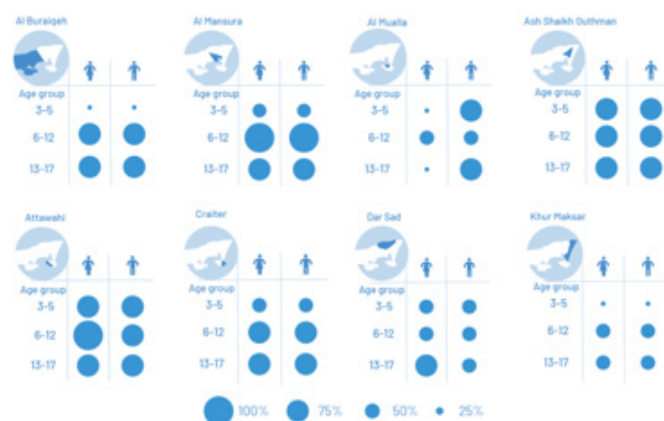 Al Buraiqeh
Al Mansura
Al Mualla
Ash Shaikh Outhman
Age group
3-5
6-12
13-17
Age group
3-5
6-12
13-17
Age group
3-5
6-12
13-17
Age group
3-5
6-12
13-17
Attawahi
Craiter
Dar Sad
Khur Maksar
Age group
3-5
6-12
13-17
Age group
3-5
6-12
13-17
Age group
3-5
6-12
13-17
Age group
3-5
6-12
13-17
100% 75% 50% 25%